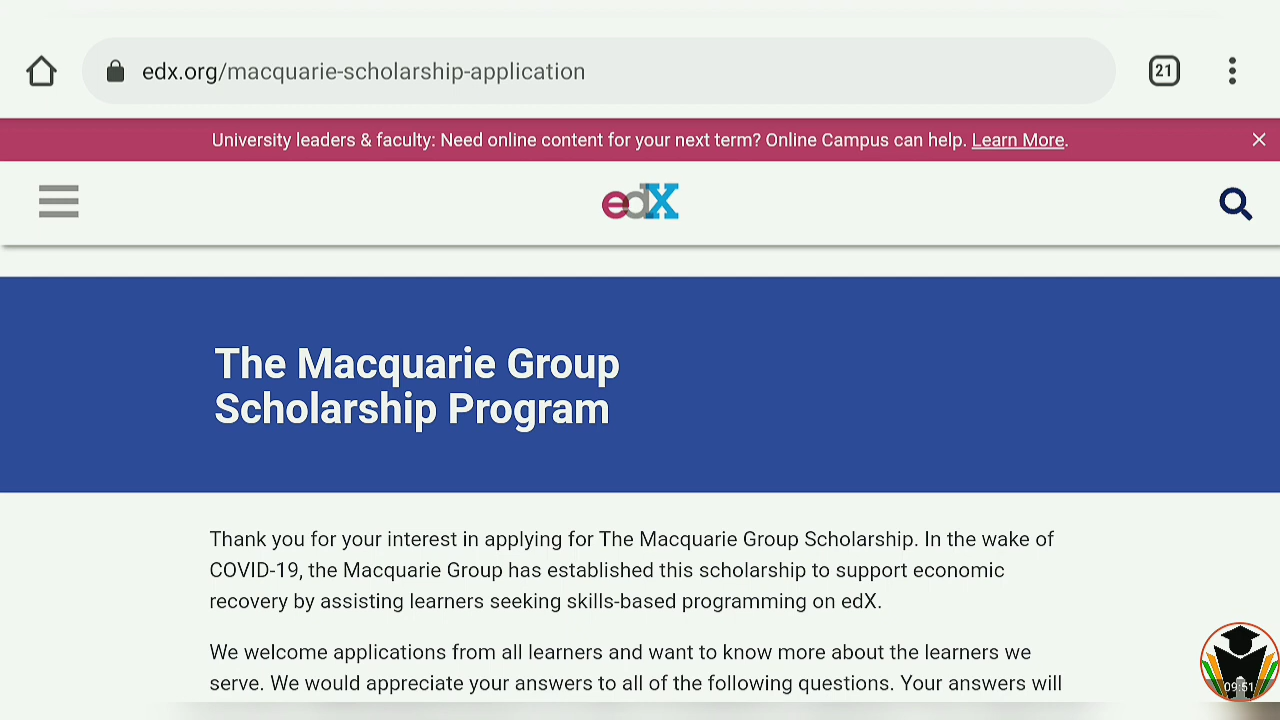 edx.org/macquarie-scholarship-application
21
University leaders & faculty: Need online content for your next term? Online Campus can help. Learn More.
edX
The Macquarie Group
Scholarship Program
Thank you for your interest in applying for The Macquarie Group Scholarship. In the wake of
COVID-19, the Macquarie Group has established this scholarship to support economic
recovery by assisting learners seeking skills-based programming on edX.
We welcome applications from all learners and want to know more about the learners we
serve. We would appreciate your answers to all of the following questions. Your answers will
09:51